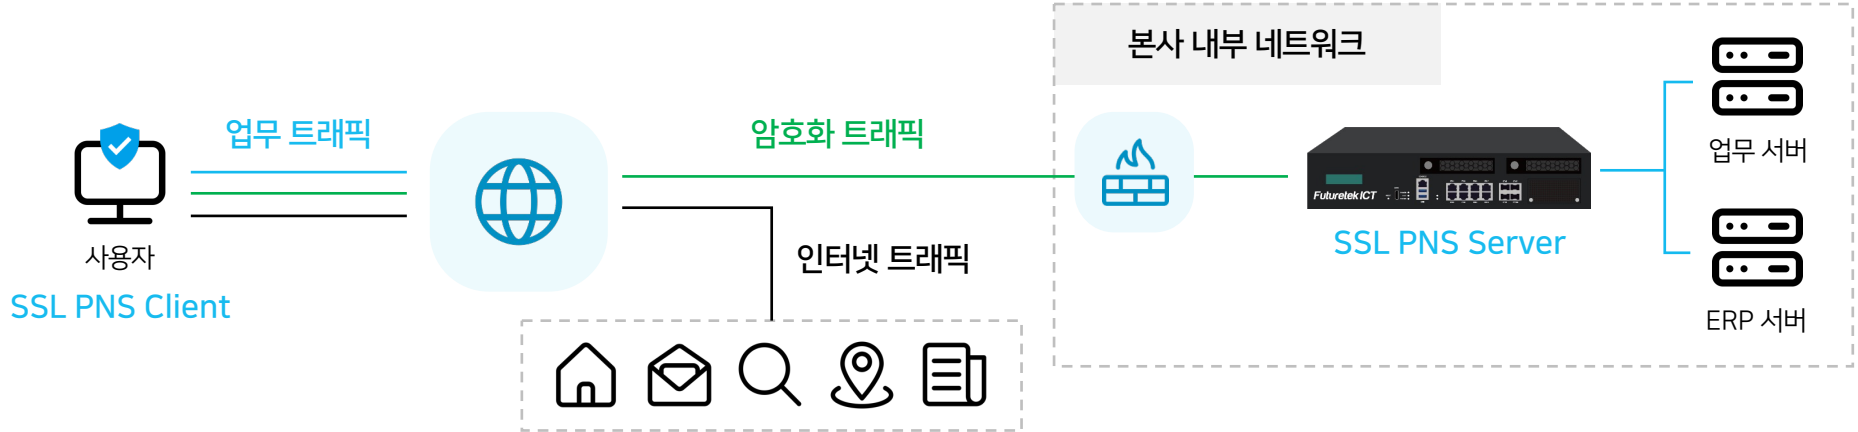 본사 내부 네트워크
업무 트래픽
암호화 트래픽
업무 서버
Futuretek ICT
사용자
인터넷 트래픽
SSL PNS Server
SSL PNS Client
ERP 서버